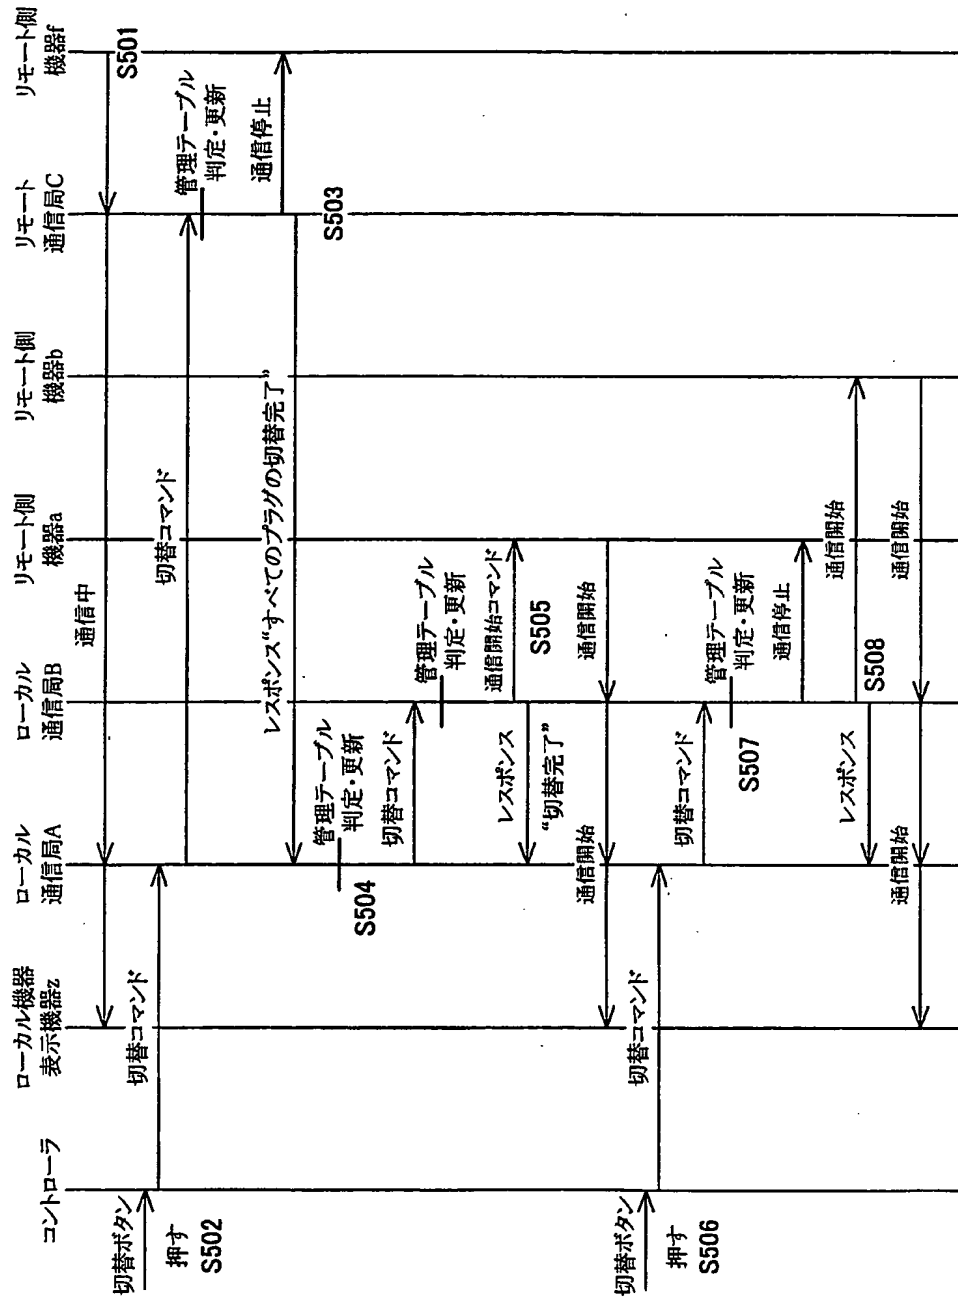 コントローラ
ローカル機器
表示機器z
ローカル
通信局A
ローカル
通信局B
リモート側
機器a
リモート側
機器b
リモート
通信局C
リモート側
機器f
通信中
S501
切替ボタン
押す
S502
切替コマンド
切替コマンド
管理テーブル
判定・更新
通信停止
S503
レスポンス“すべてのプラグの切替完了”
管理テーブル
判定・更新
S504
切替コマンド
管理テーブル
判定・更新
通信開始コマンド
S505
レスポンス
“切替完了”
通信開始
通信開始
切替ボタン
押す
S506
切替コマンド
切替コマンド
管理テーブル
判定・更新
S507
通信停止
通信開始
S508
レスポンス
通信開始
通信開始